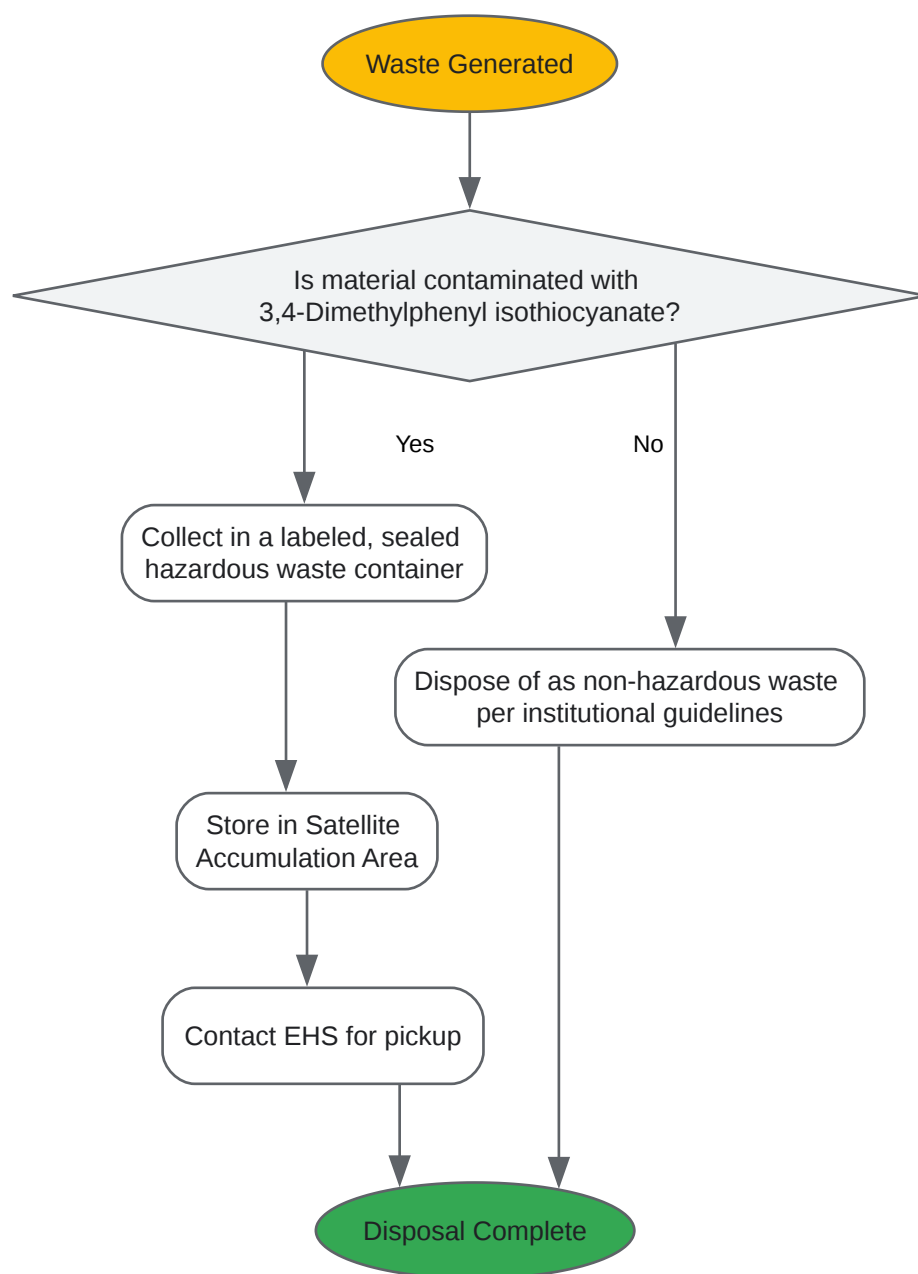 Waste Generated
Is material contaminated with
3,4-Dimethylphenyl isothiocyanate?
Yes
No
Collect in a labeled, sealed
hazardous waste container
Dispose of as non-hazardous waste
per institutional guidelines
Store in Satellite
Accumulation Area
Contact EHS for pickup
Disposal Complete